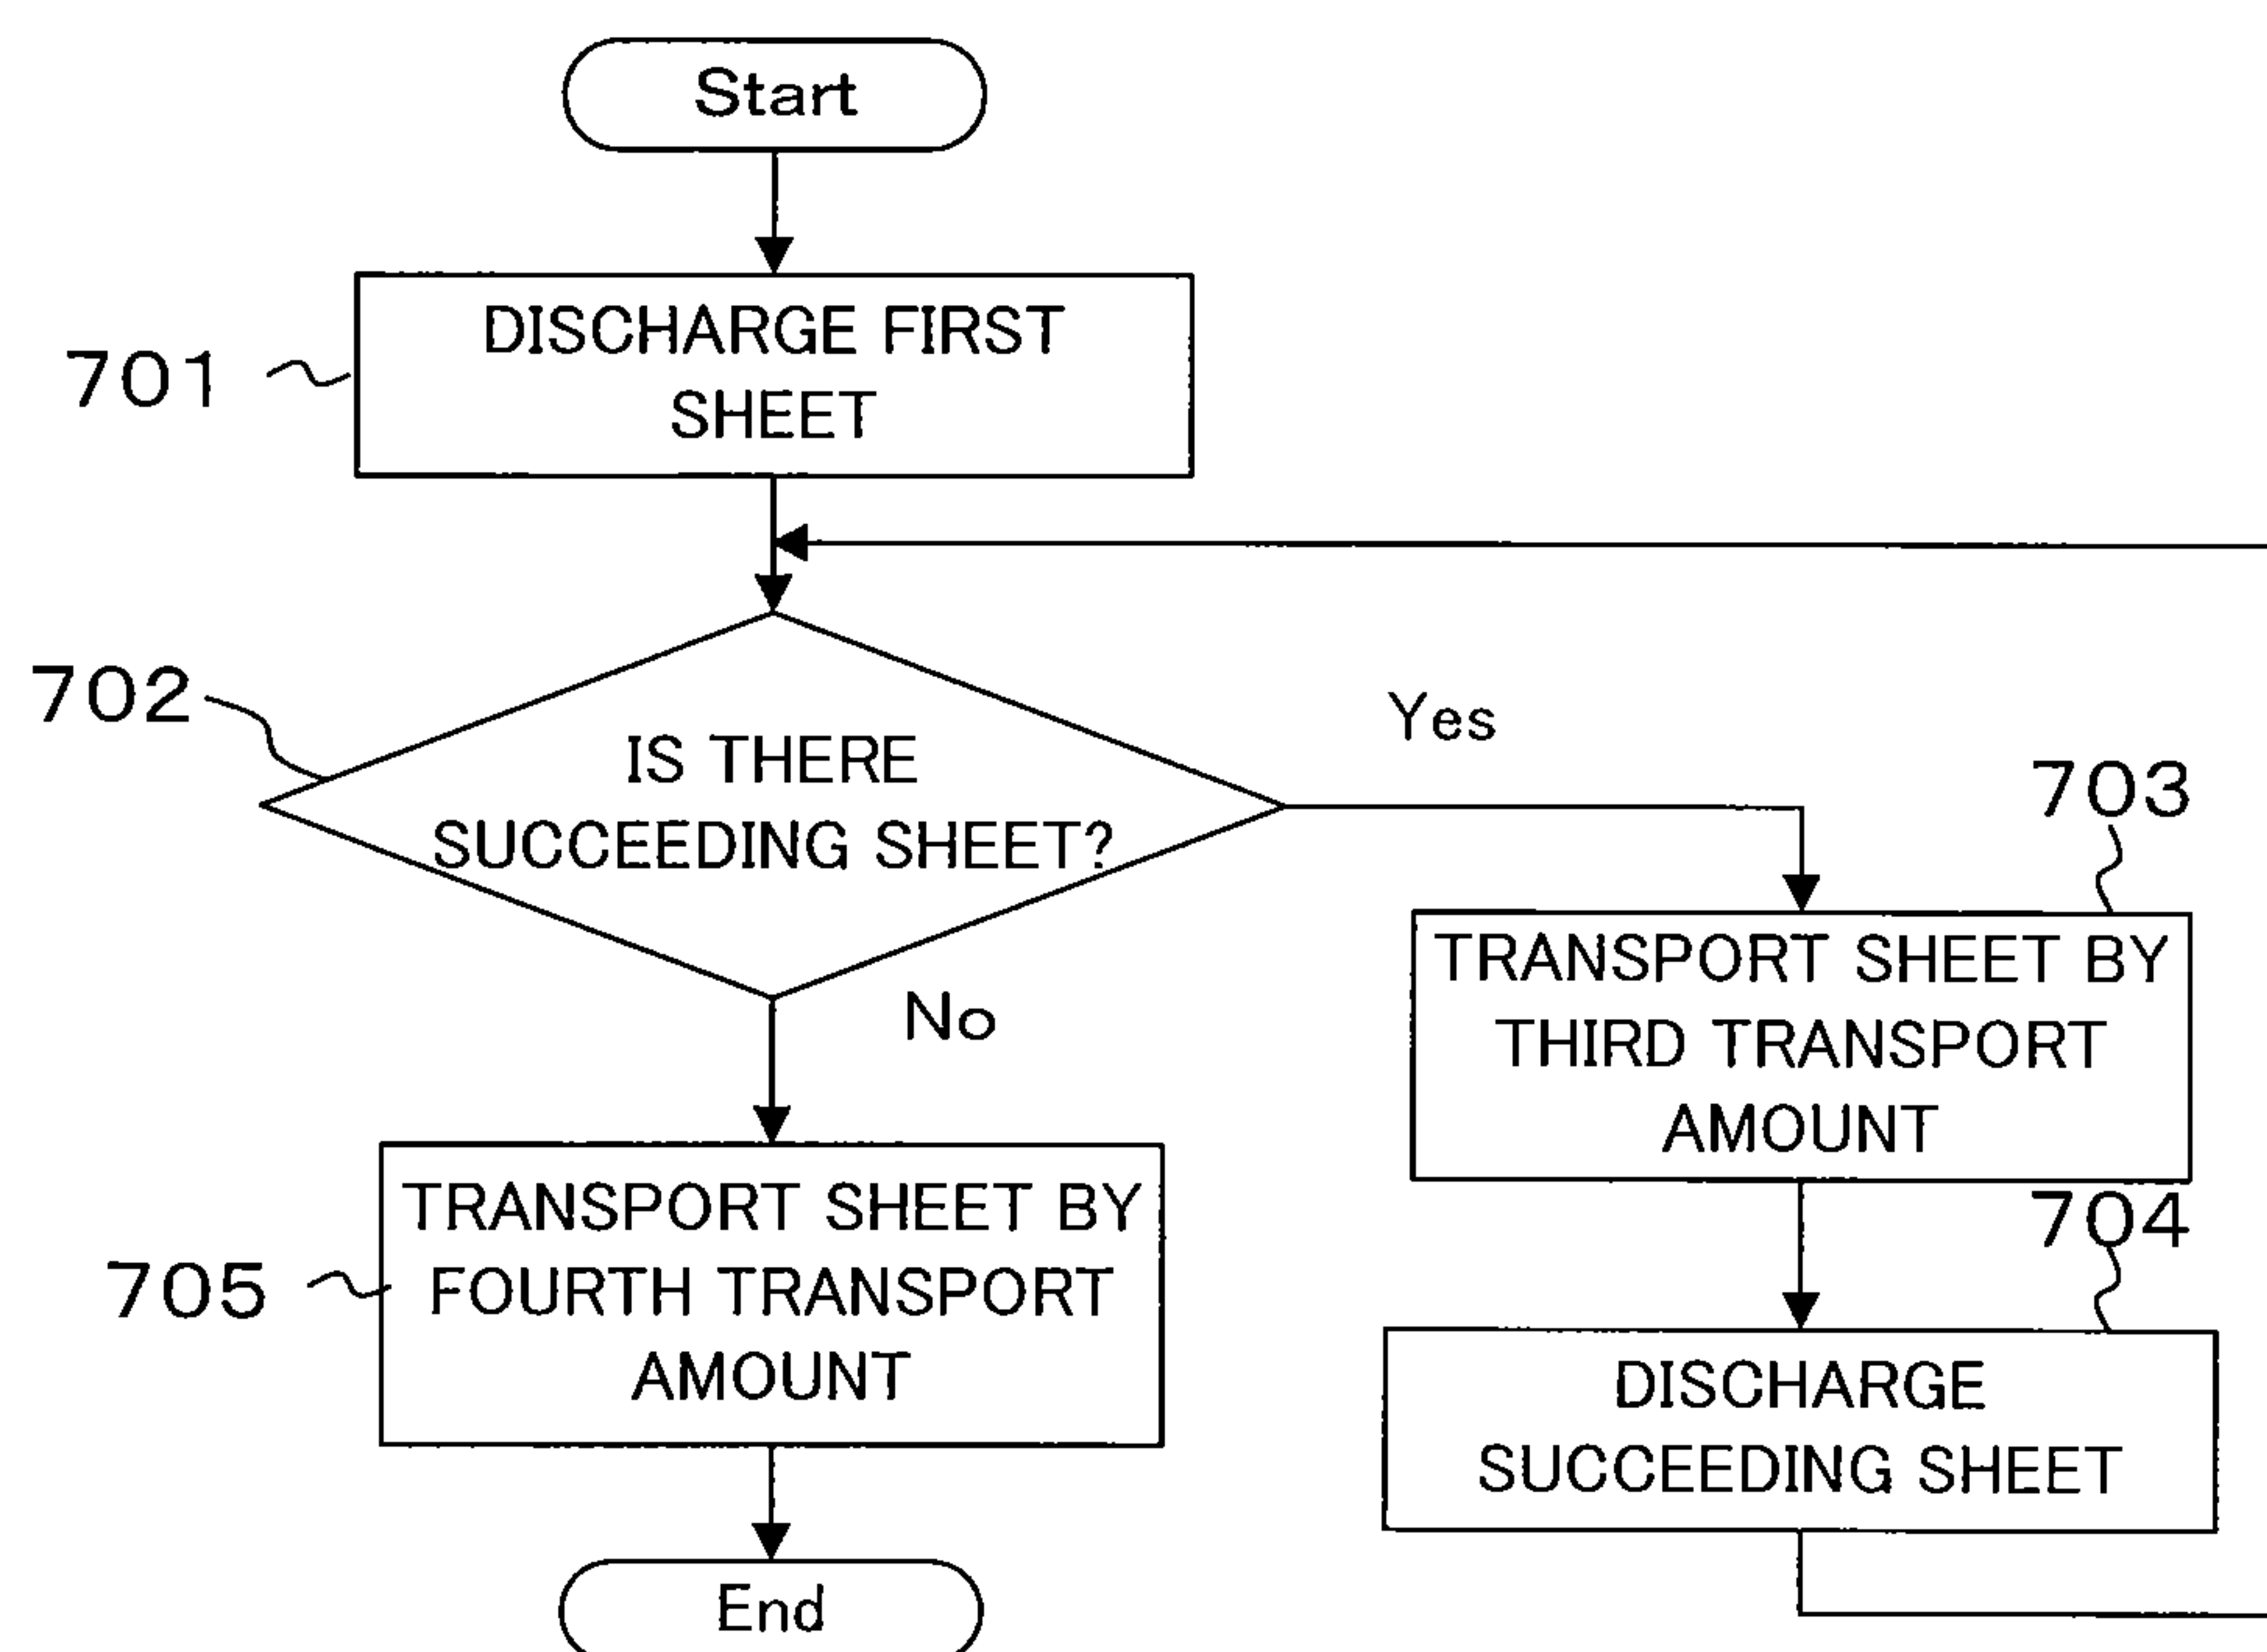 Start
701
DISCHARGE FIRST
SHEET
702
IS THERE
SUCCEEDING SHEET?
Yes
No
703
TRANSPORT SHEET BY
THIRD TRANSPORT
AMOUNT
704
DISCHARGE
SUCCEEDING SHEET
705
TRANSPORT SHEET BY
FOURTH TRANSPORT
AMOUNT
End